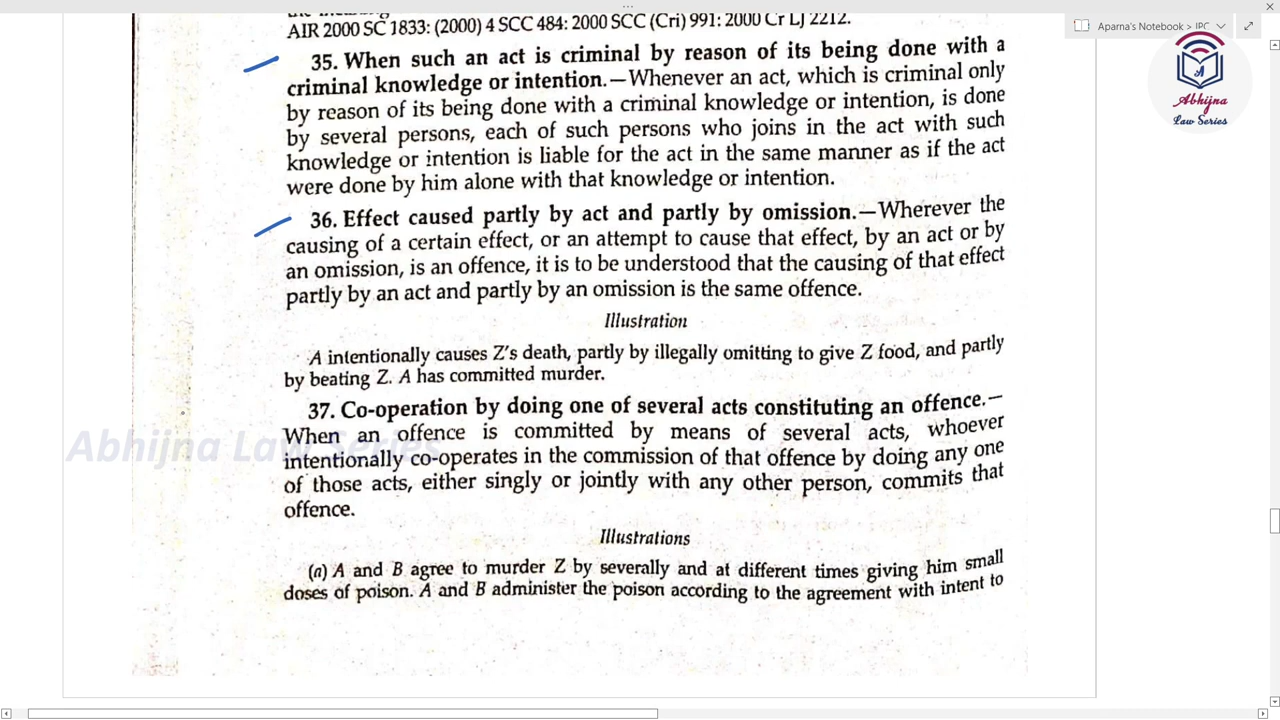 Aparna's Notebook > IPC
AIR 2000 SC 1833: (2000) 4 SCC 484: 2000 SCC (Cri) 991: 2000 Cr LJ 2212.
35. When such an act is criminal by reason of its being done with a
criminal knowledge or intention.—Whenever an act, which is criminal only
by reason of its being done with a criminal knowledge or intention, is done
by several persons, each of such persons who joins in the act with such
knowledge or intention is liable for the act in the same manner as if the act
were done by him alone with that knowledge or intention.
36. Effect caused partly by act and partly by omission.—Wherever the
causing of a certain effect, or an attempt to cause that effect, by an act or by
an omission, is an offence, it is to be understood that the causing of that effect
partly by an act and partly by an omission is the same offence.
Illustration
A intentionally causes Z's death, partly by illegally omitting to give Z food, and partly
by beating Z. A has committed murder.
37. Co-operation by doing one of several acts constituting an offence.—
When an offence is committed by means of several acts, whoever
intentionally co-operates in the commission of that offence by doing any one
of those acts, either singly or jointly with any other person, commits that
offence.
Illustrations
(a) A and B agree to murder Z by severally and at different times giving him small
doses of poison. A and B administer the poison according to the agreement with intent to
A
Abhijna
Law Series
Abhijna Law Series